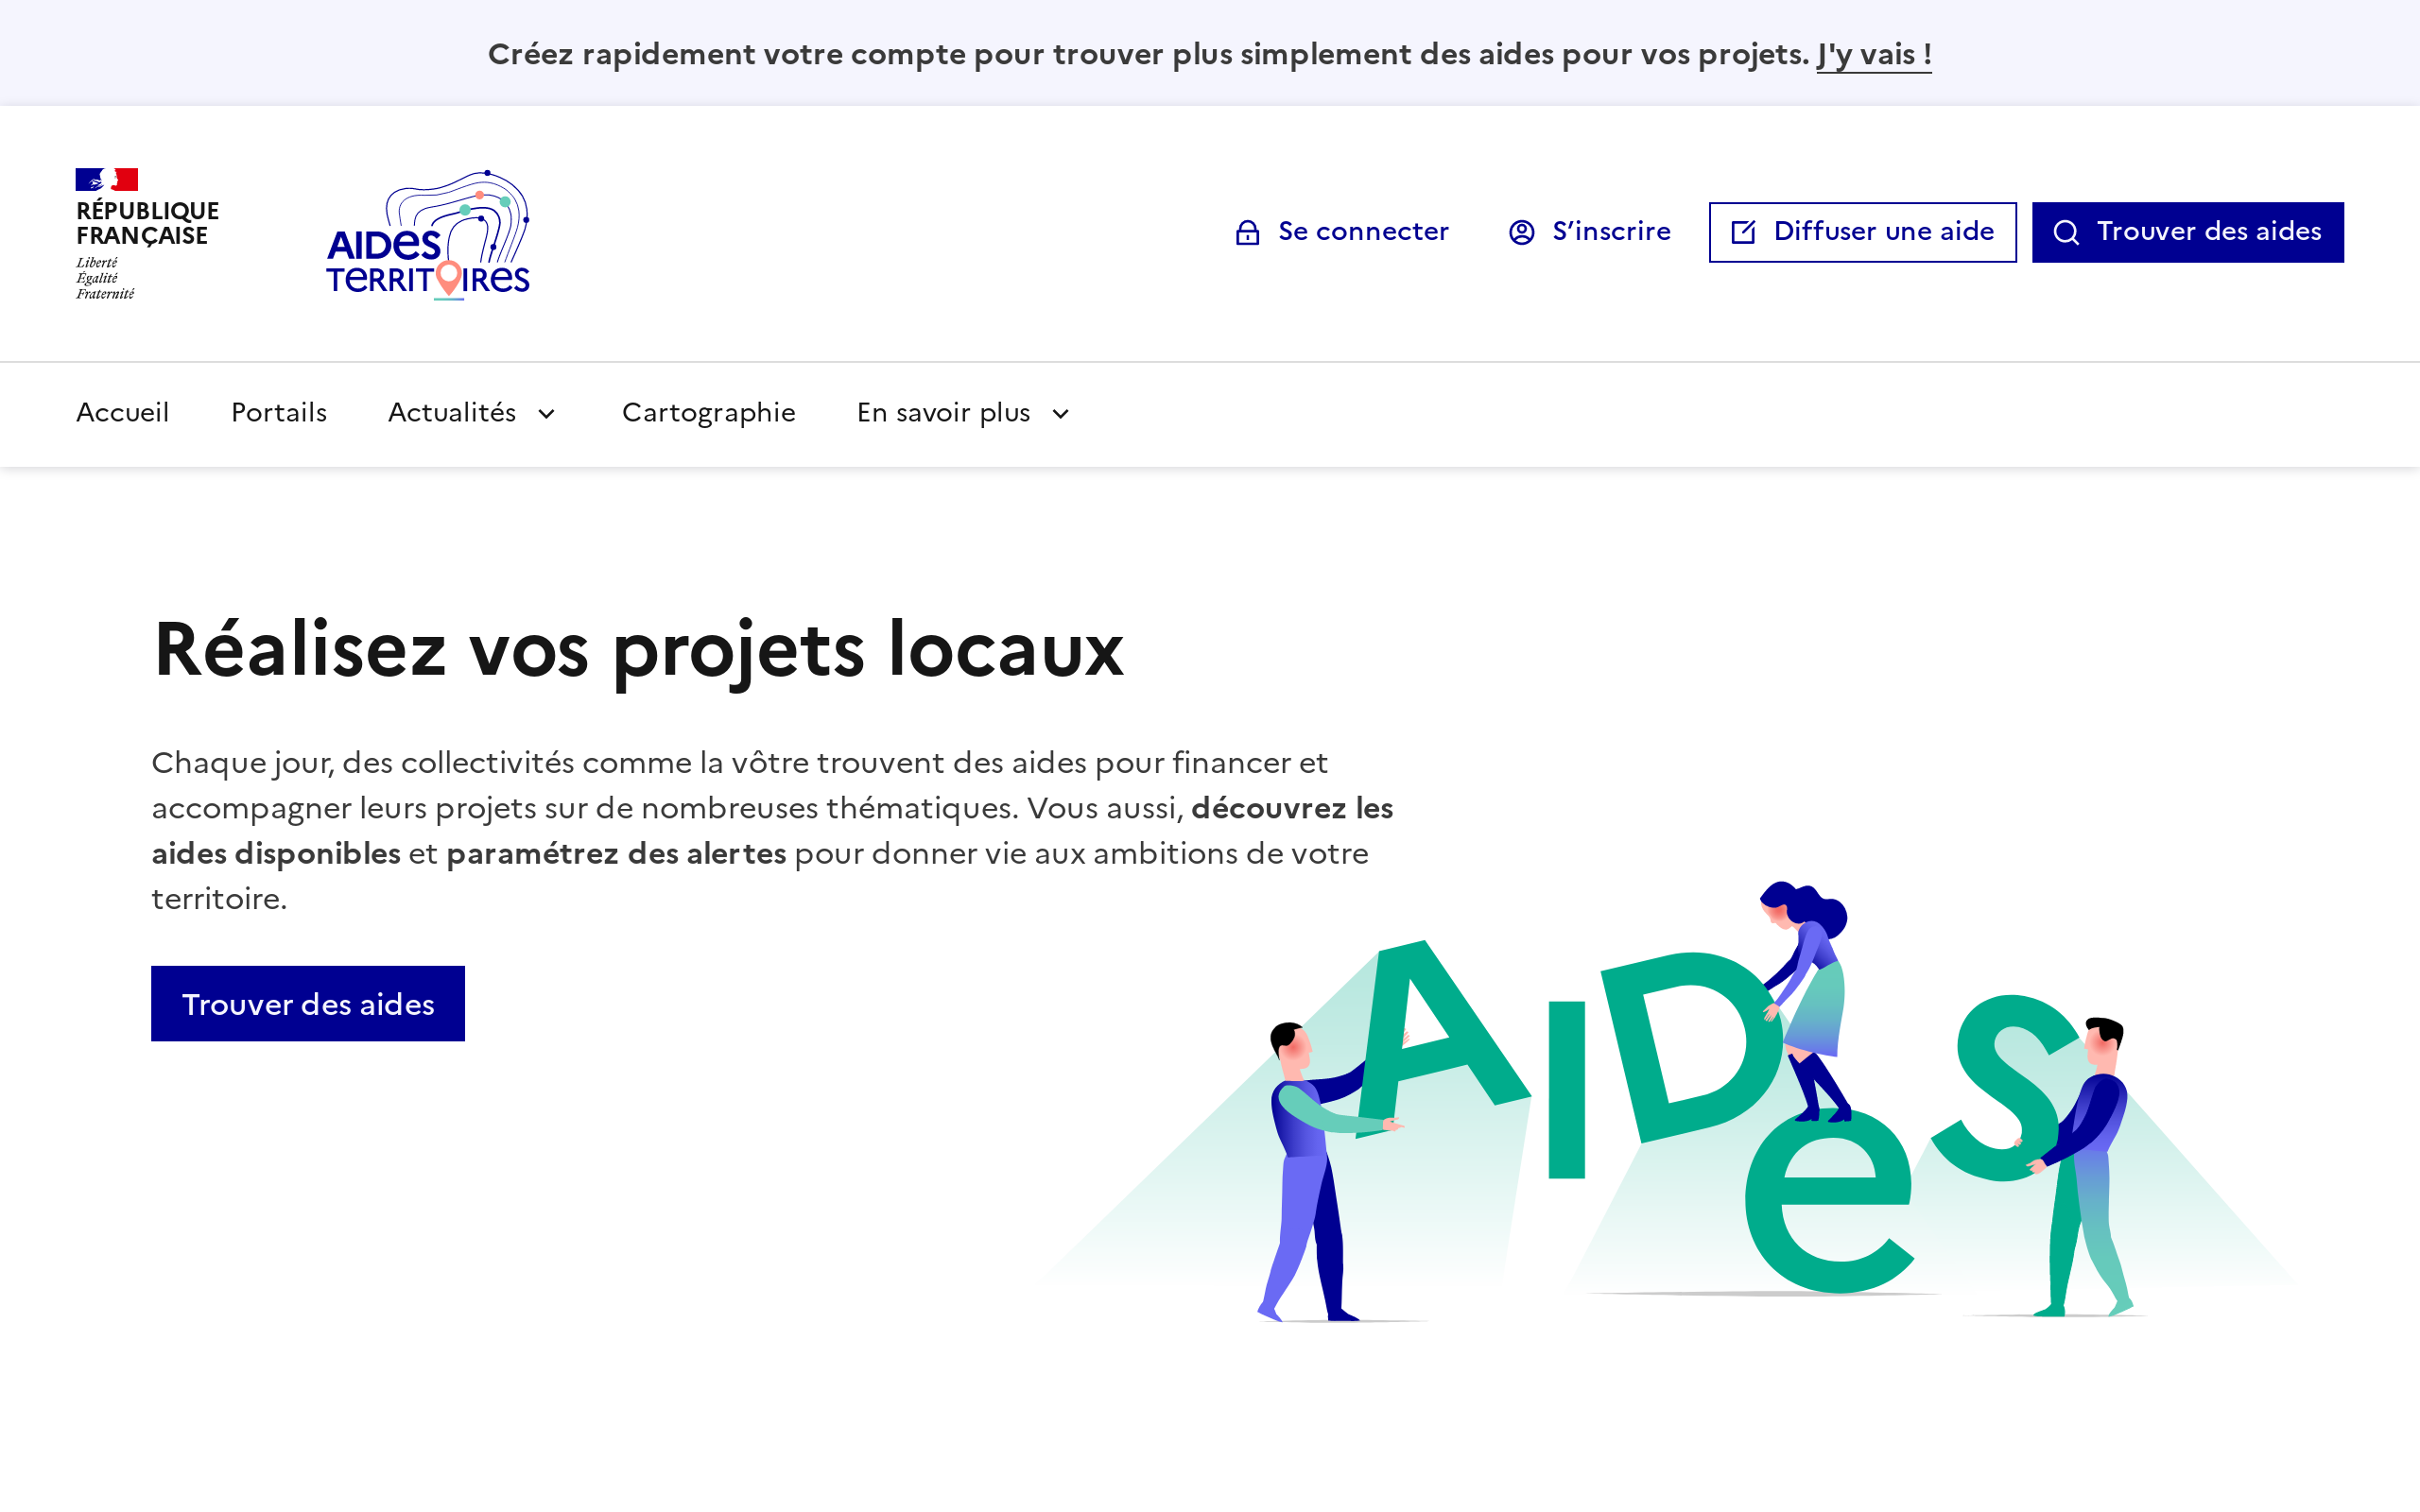 Créez rapidement votre compte pour trouver plus simplement des aides pour vos projets. J'y vais !
RÉPUBLIQUE
FRANÇAISE
Liberté
Égalité
Fraternité
AIDes
TeRRITOIRes
Se connecter
S’inscrire
Diffuser une aide
Trouver des aides
Accueil
Portails
Actualités
Cartographie
En savoir plus
Réalisez vos projets locaux
Chaque jour, des collectivités comme la vôtre trouvent des aides pour financer et
accompagner leurs projets sur de nombreuses thématiques. Vous aussi, découvrez les
aides disponibles et paramétrez des alertes pour donner vie aux ambitions de votre
territoire.
Trouver des aides
AIDes